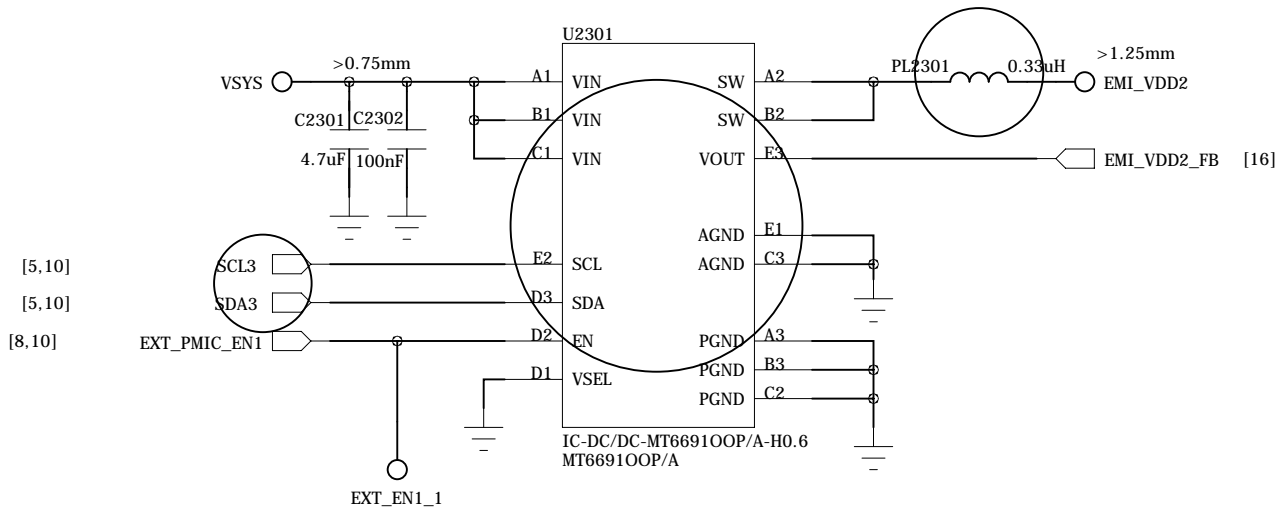 U2301
VSYS
>0.75mm
A1 VIN
SW A2
PL2301
0.33uH
>1.25mm
EMI_VDD2
C2301
C2302
B1 VIN
SW B2
4.7uF
100nF
C1 VIN
VOUT E3
EMI_VDD2_FB [16]
AGND E1
[5,10] SCL3
E2 SCL
AGND C3
[5,10] SDA3
D3 SDA
[8,10] EXT_PMIC_EN1
D2 EN
PGND A3
D1 VSEL
PGND B3
PGND C2
IC-DC/DC-MT6691OOP/A-H0.6
MT6691OOP/A
EXT_EN1_1